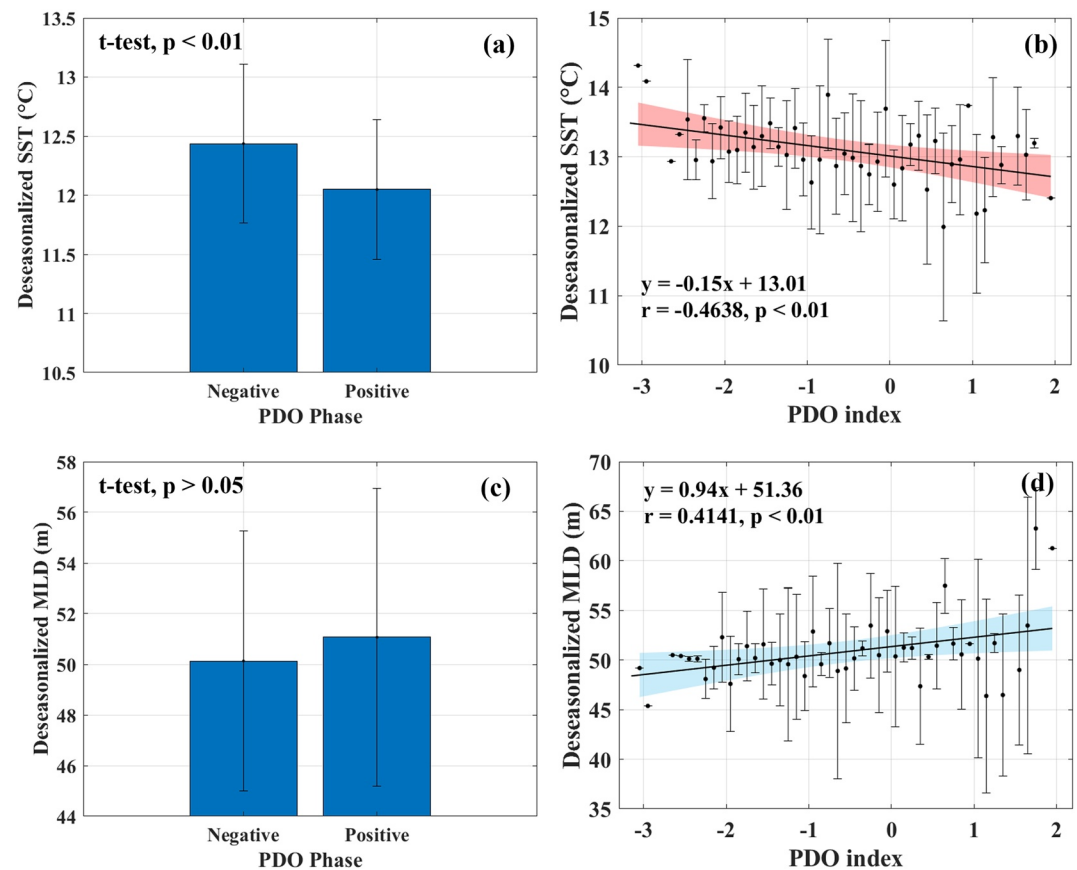 t-test, p < 0.01
(a)
Deseasonalized SST (°C)
13.5
13
12.5
12
11.5
11
10.5
Negative
Positive
PDO Phase
(b)
Deseasonalized SST (°C)
15
14
13
12
11
10
y = -0.15x + 13.01
r = -0.4638, p < 0.01
-3
-2
-1
0
1
2
PDO index
t-test, p > 0.05
(c)
Deseasonalized MLD (m)
58
56
54
52
50
48
46
44
Negative
Positive
PDO Phase
y = 0.94x + 51.36
r = 0.4141, p < 0.01
(d)
Deseasonalized MLD (m)
70
65
60
55
50
45
40
35
-3
-2
-1
0
1
2
PDO index